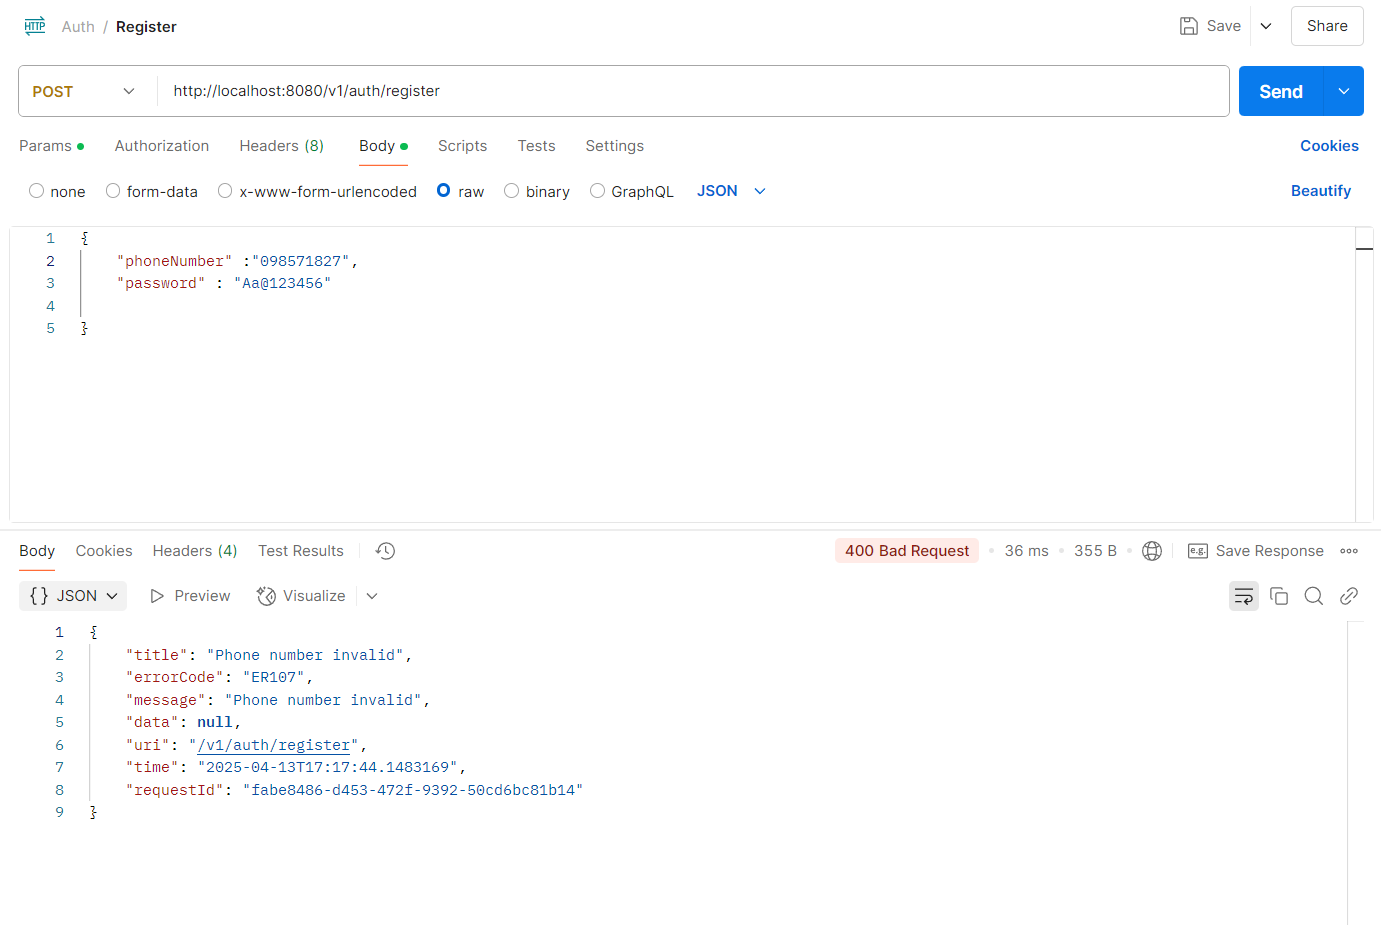 HTTP Auth / Register Save Share
POST http://localhost:8080/v1/auth/register Send
Params Authorization Headers (8) Body Scripts Tests Settings Cookies
none form-data x-www-form-urlencoded raw binary GraphQL JSON Beautify
1 {
2 "phoneNumber" :"098571827",
3 "password" : "Aa@123456"
4
5 }
Body Cookies Headers (4) Test Results 400 Bad Request 36 ms 355 B e.g. Save Response
{} JSON Preview Visualize
1 {
2 "title": "Phone number invalid",
3 "errorCode": "ER107",
4 "message": "Phone number invalid",
5 "data": null,
6 "uri": "/v1/auth/register",
7 "time": "2025-04-13T17:17:44.1483169",
8 "requestId": "fabe8486-d453-472f-9392-50cd6bc81b14"
9 }